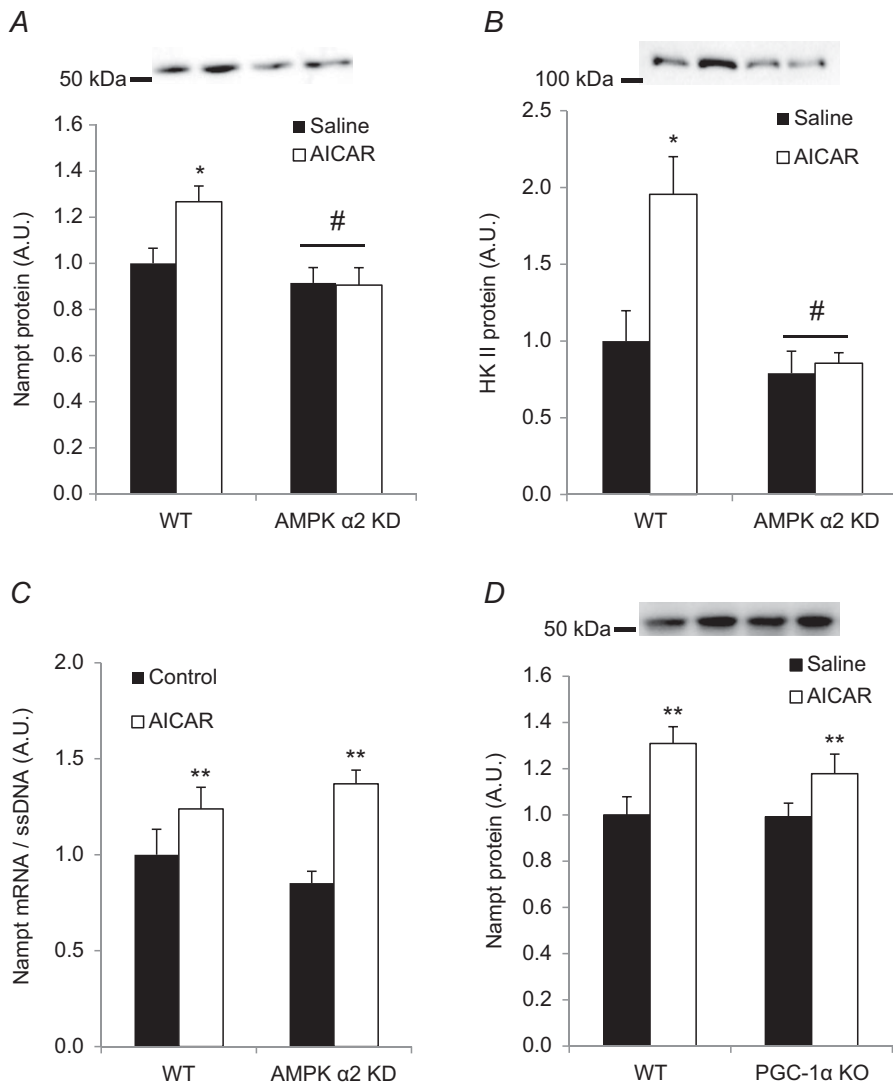 A
50 kDa
1.6
1.4
1.2
1.0
0.8
0.6
0.4
0.2
0.0
Nampt protein (A.U.)
Saline
AICAR
*
#
WT
AMPK α2 KD
B
100 kDa
2.5
2.0
1.5
1.0
0.5
0.0
HK II protein (A.U.)
Saline
AICAR
*
#
WT
AMPK α2 KD
C
2.0
1.5
1.0
0.5
0.0
Nampt mRNA / ssDNA (A.U.)
Control
AICAR
**
**
WT
AMPK α2 KD
D
50 kDa
1.6
1.4
1.2
1.0
0.8
0.6
0.4
0.2
0.0
Nampt protein (A.U.)
Saline
AICAR
**
**
WT
PGC-1α KO